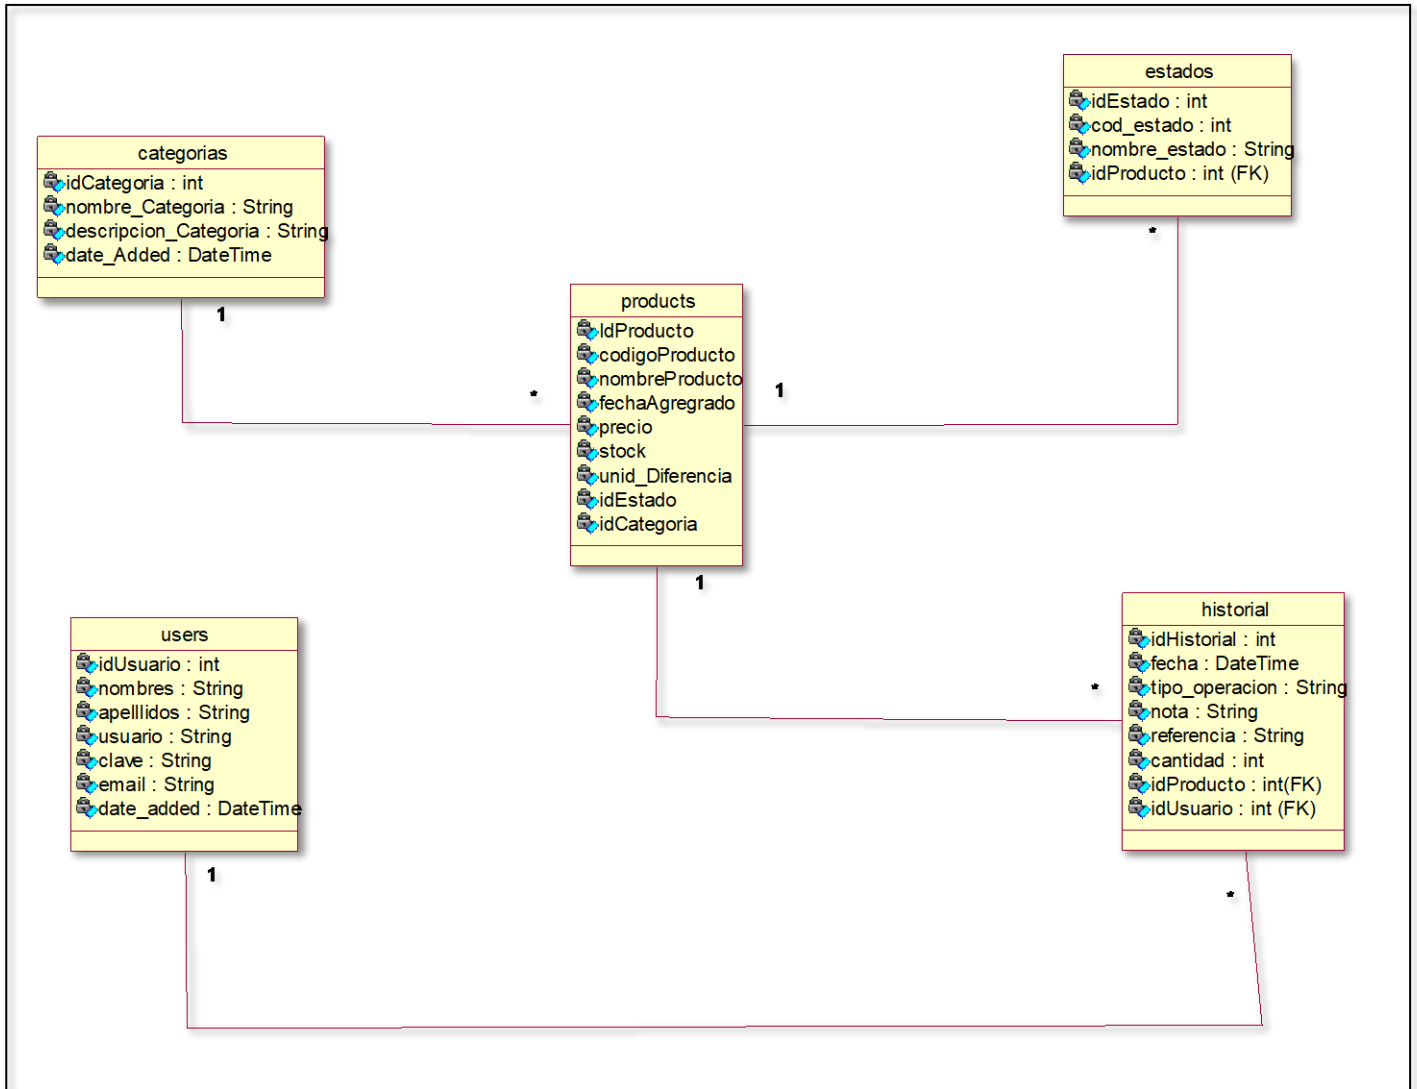 estados
idEstado : int
cod_estado : int
nombre_estado : String
idProducto : int (FK)
*
categorias
idCategoria : int
nombre_Categoria : String
descripcion_Categoria : String
date_Added : DateTime
1
products
IdProducto
codigoProducto
nombreProducto
fechaAgregrado
precio
stock
unid_Diferencia
idEstado
idCategoria
*
1
1
users
idUsuario : int
nombres : String
apelllidos : String
usuario : String
clave : String
email : String
date_added : DateTime
1
historial
idHistorial : int
fecha : DateTime
tipo_operacion : String
nota : String
referencia : String
cantidad : int
idProducto : int(FK)
idUsuario : int (FK)
*
*